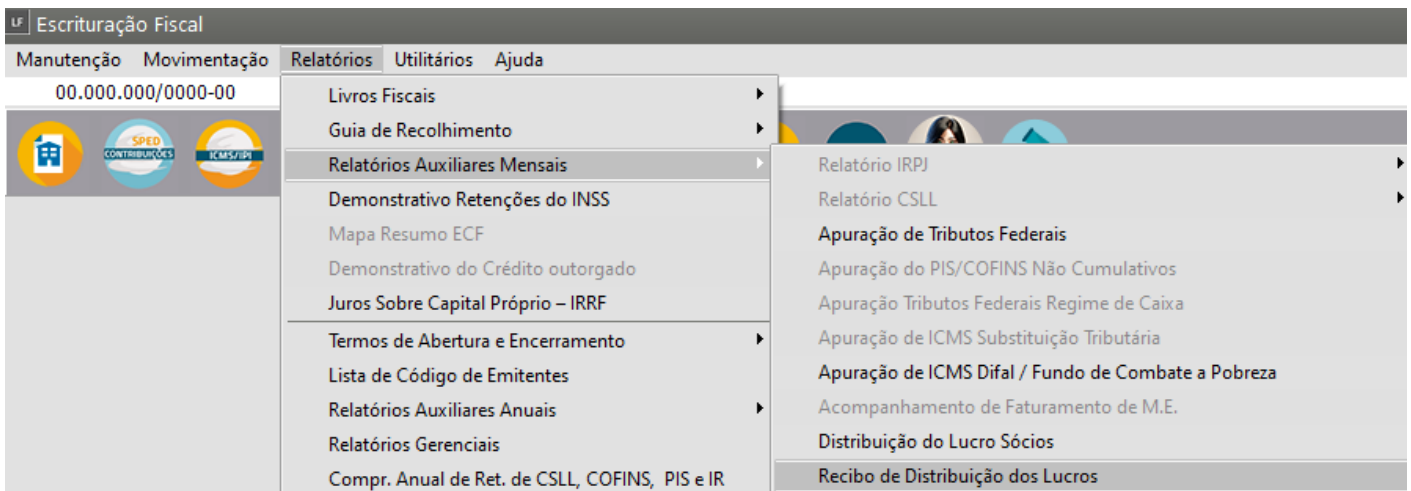 LF Escrituração Fiscal
Manutenção Movimentação Relatórios Utilitários Ajuda
00.000.000/0000-00
SPED
CONTRIBUIÇÕES
ICMS/IPI
Livros Fiscais
Guia de Recolhimento
Relatórios Auxiliares Mensais
Demonstrativo Retenções do INSS
Mapa Resumo ECF
Demonstrativo do Crédito outorgado
Juros Sobre Capital Próprio – IRRF
Termos de Abertura e Encerramento
Lista de Código de Emitentes
Relatórios Auxiliares Anuais
Relatórios Gerenciais
Compr. Anual de Ret. de CSLL, COFINS, PIS e IR
Relatório IRPJ
Relatório CSLL
Apuração de Tributos Federais
Apuração do PIS/COFINS Não Cumulativos
Apuração Tributos Federais Regime de Caixa
Apuração de ICMS Substituição Tributária
Apuração de ICMS Difal / Fundo de Combate a Pobreza
Acompanhamento de Faturamento de M.E.
Distribuição do Lucro Sócios
Recibo de Distribuição dos Lucros